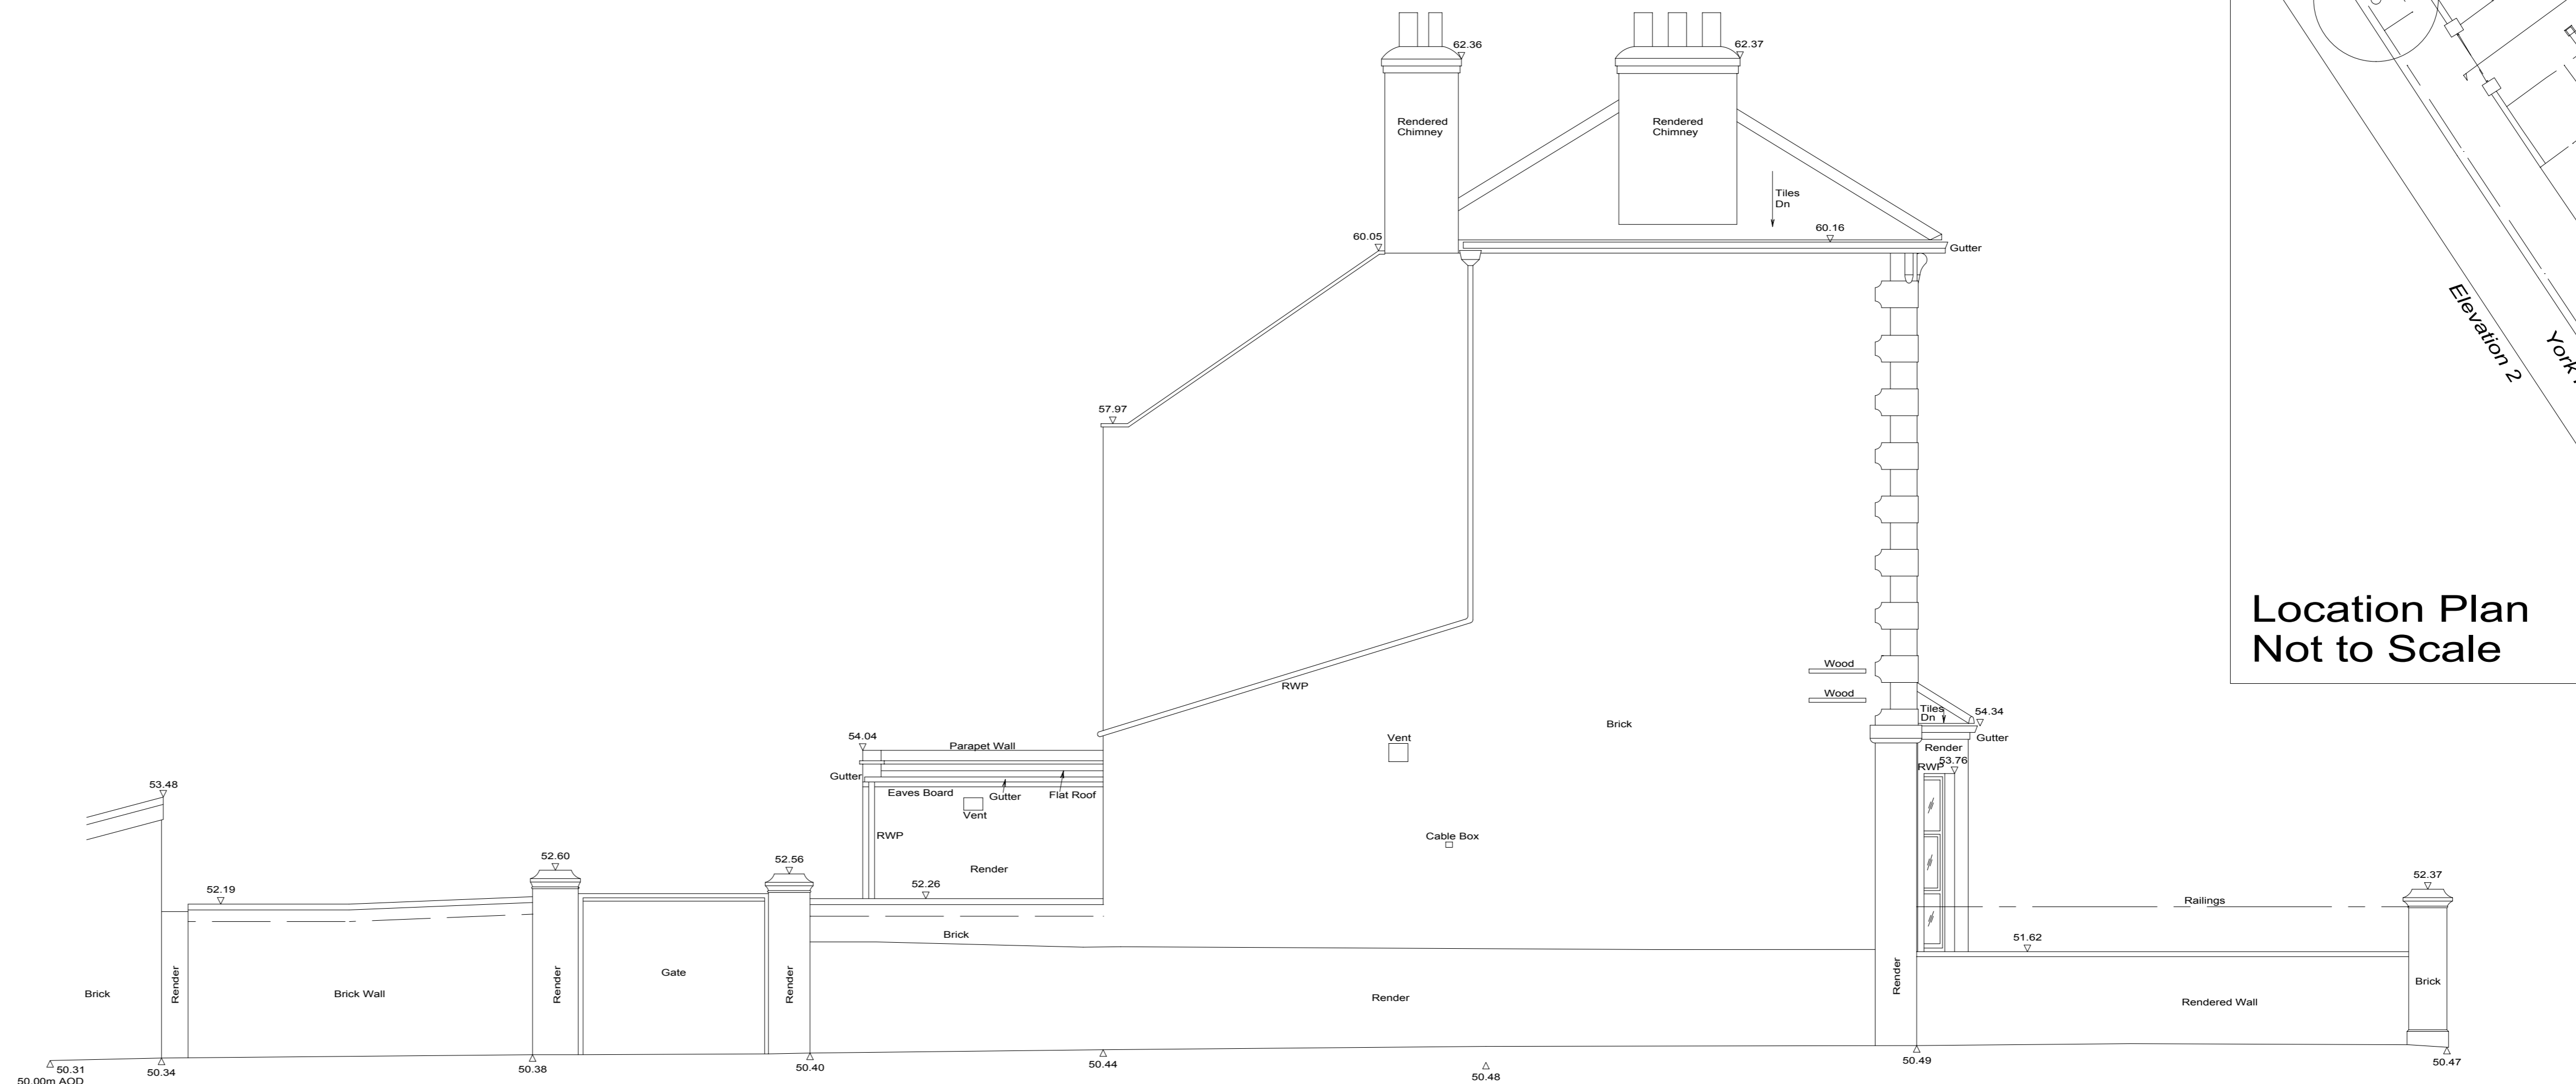 62.36
62.37
Rendered
Chimney
Rendered
Chimney
Tiles
Dn
60.05
60.16
Gutter
Elevation 2
York
57.97
Location Plan
Not to Scale
Wood
Wood
RWP
Tiles
Dn
54.34
Gutter
Brick
Vent
54.04
Parapet Wall
Gutter
Eaves Board
Gutter
Flat Roof
Vent
Render
RWP
53.76
53.48
RWP
Cable Box
Render
52.60
52.56
52.19
52.26
52.37
Railings
Brick
51.62
Brick
Render
Brick Wall
Render
Gate
Render
Render
Render
Rendered Wall
Brick
50.31
50.00m AOD
50.34
50.38
50.40
50.44
50.48
50.49
50.47